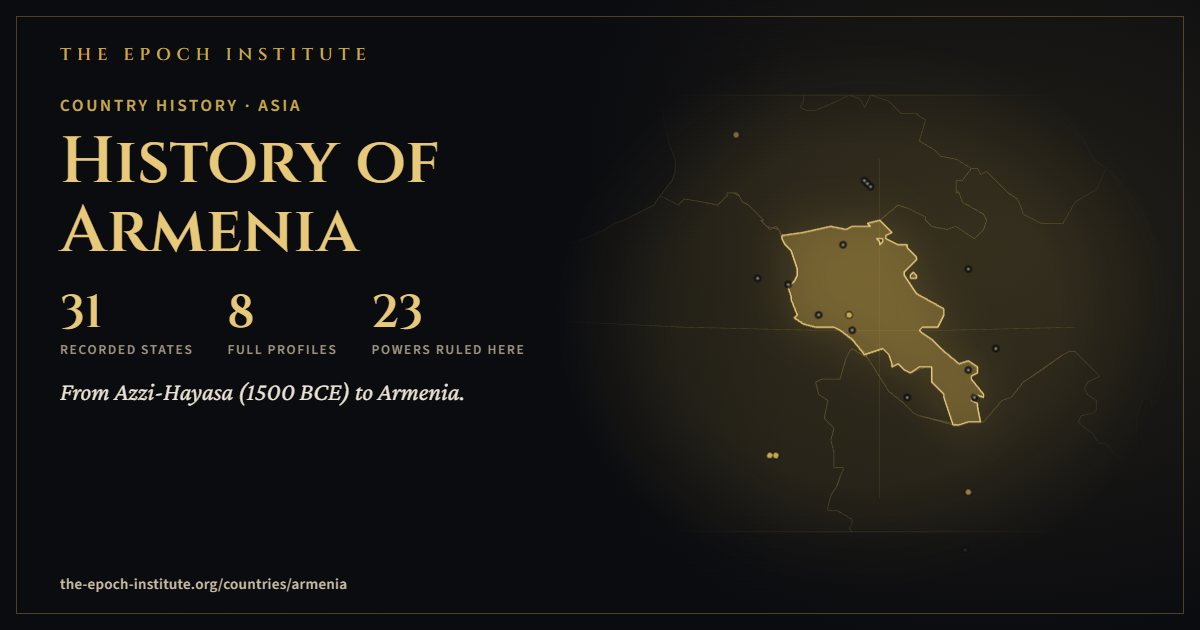 THE EPOCH INSTITUTE
COUNTRY HISTORY · ASIA
HISTORY OF
ARMENIA
31 8 23
RECORDED STATES FULL PROFILES POWERS RULED HERE
From Azzi-Hayasa (1500 BCE) to Armenia.
the-epoch-institute.org/countries/armenia